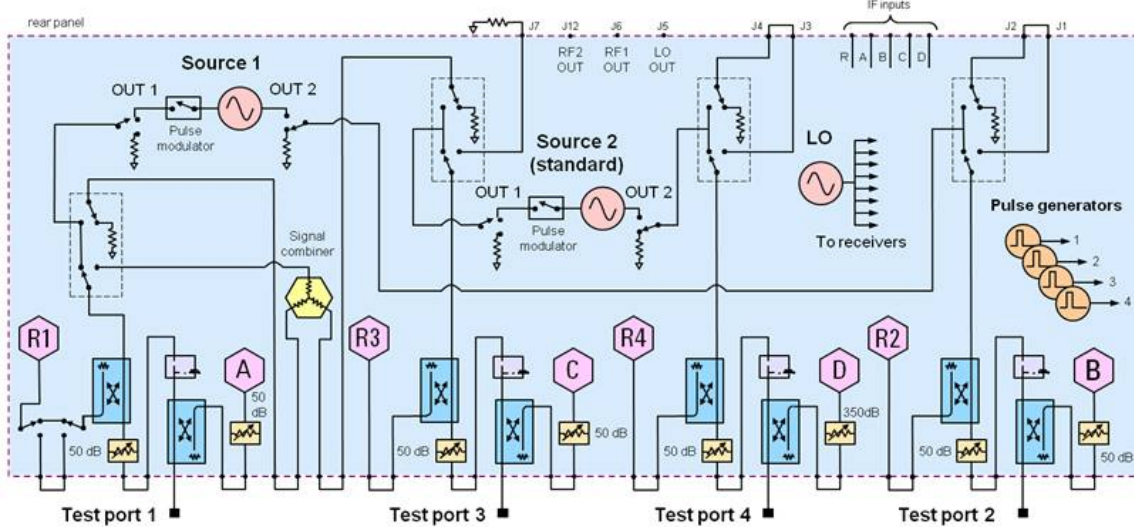 IF inputs
rear panel
J7
J12
J6
J5
J4
J3
J2
J1
RF2 OUT
RF1 OUT
LO OUT
R
A
B
C
D
Source 1
OUT 1
OUT 2
Pulse modulator
Source 2 (standard)
OUT 1
OUT 2
Pulse modulator
LO
To receivers
Pulse generators
1
2
3
4
Signal combiner
R1
A
R3
C
R4
D
R2
B
50 dB
50 dB
50 dB
50 dB
50 dB
350dB
50 dB
50 dB
Test port 1
Test port 3
Test port 4
Test port 2